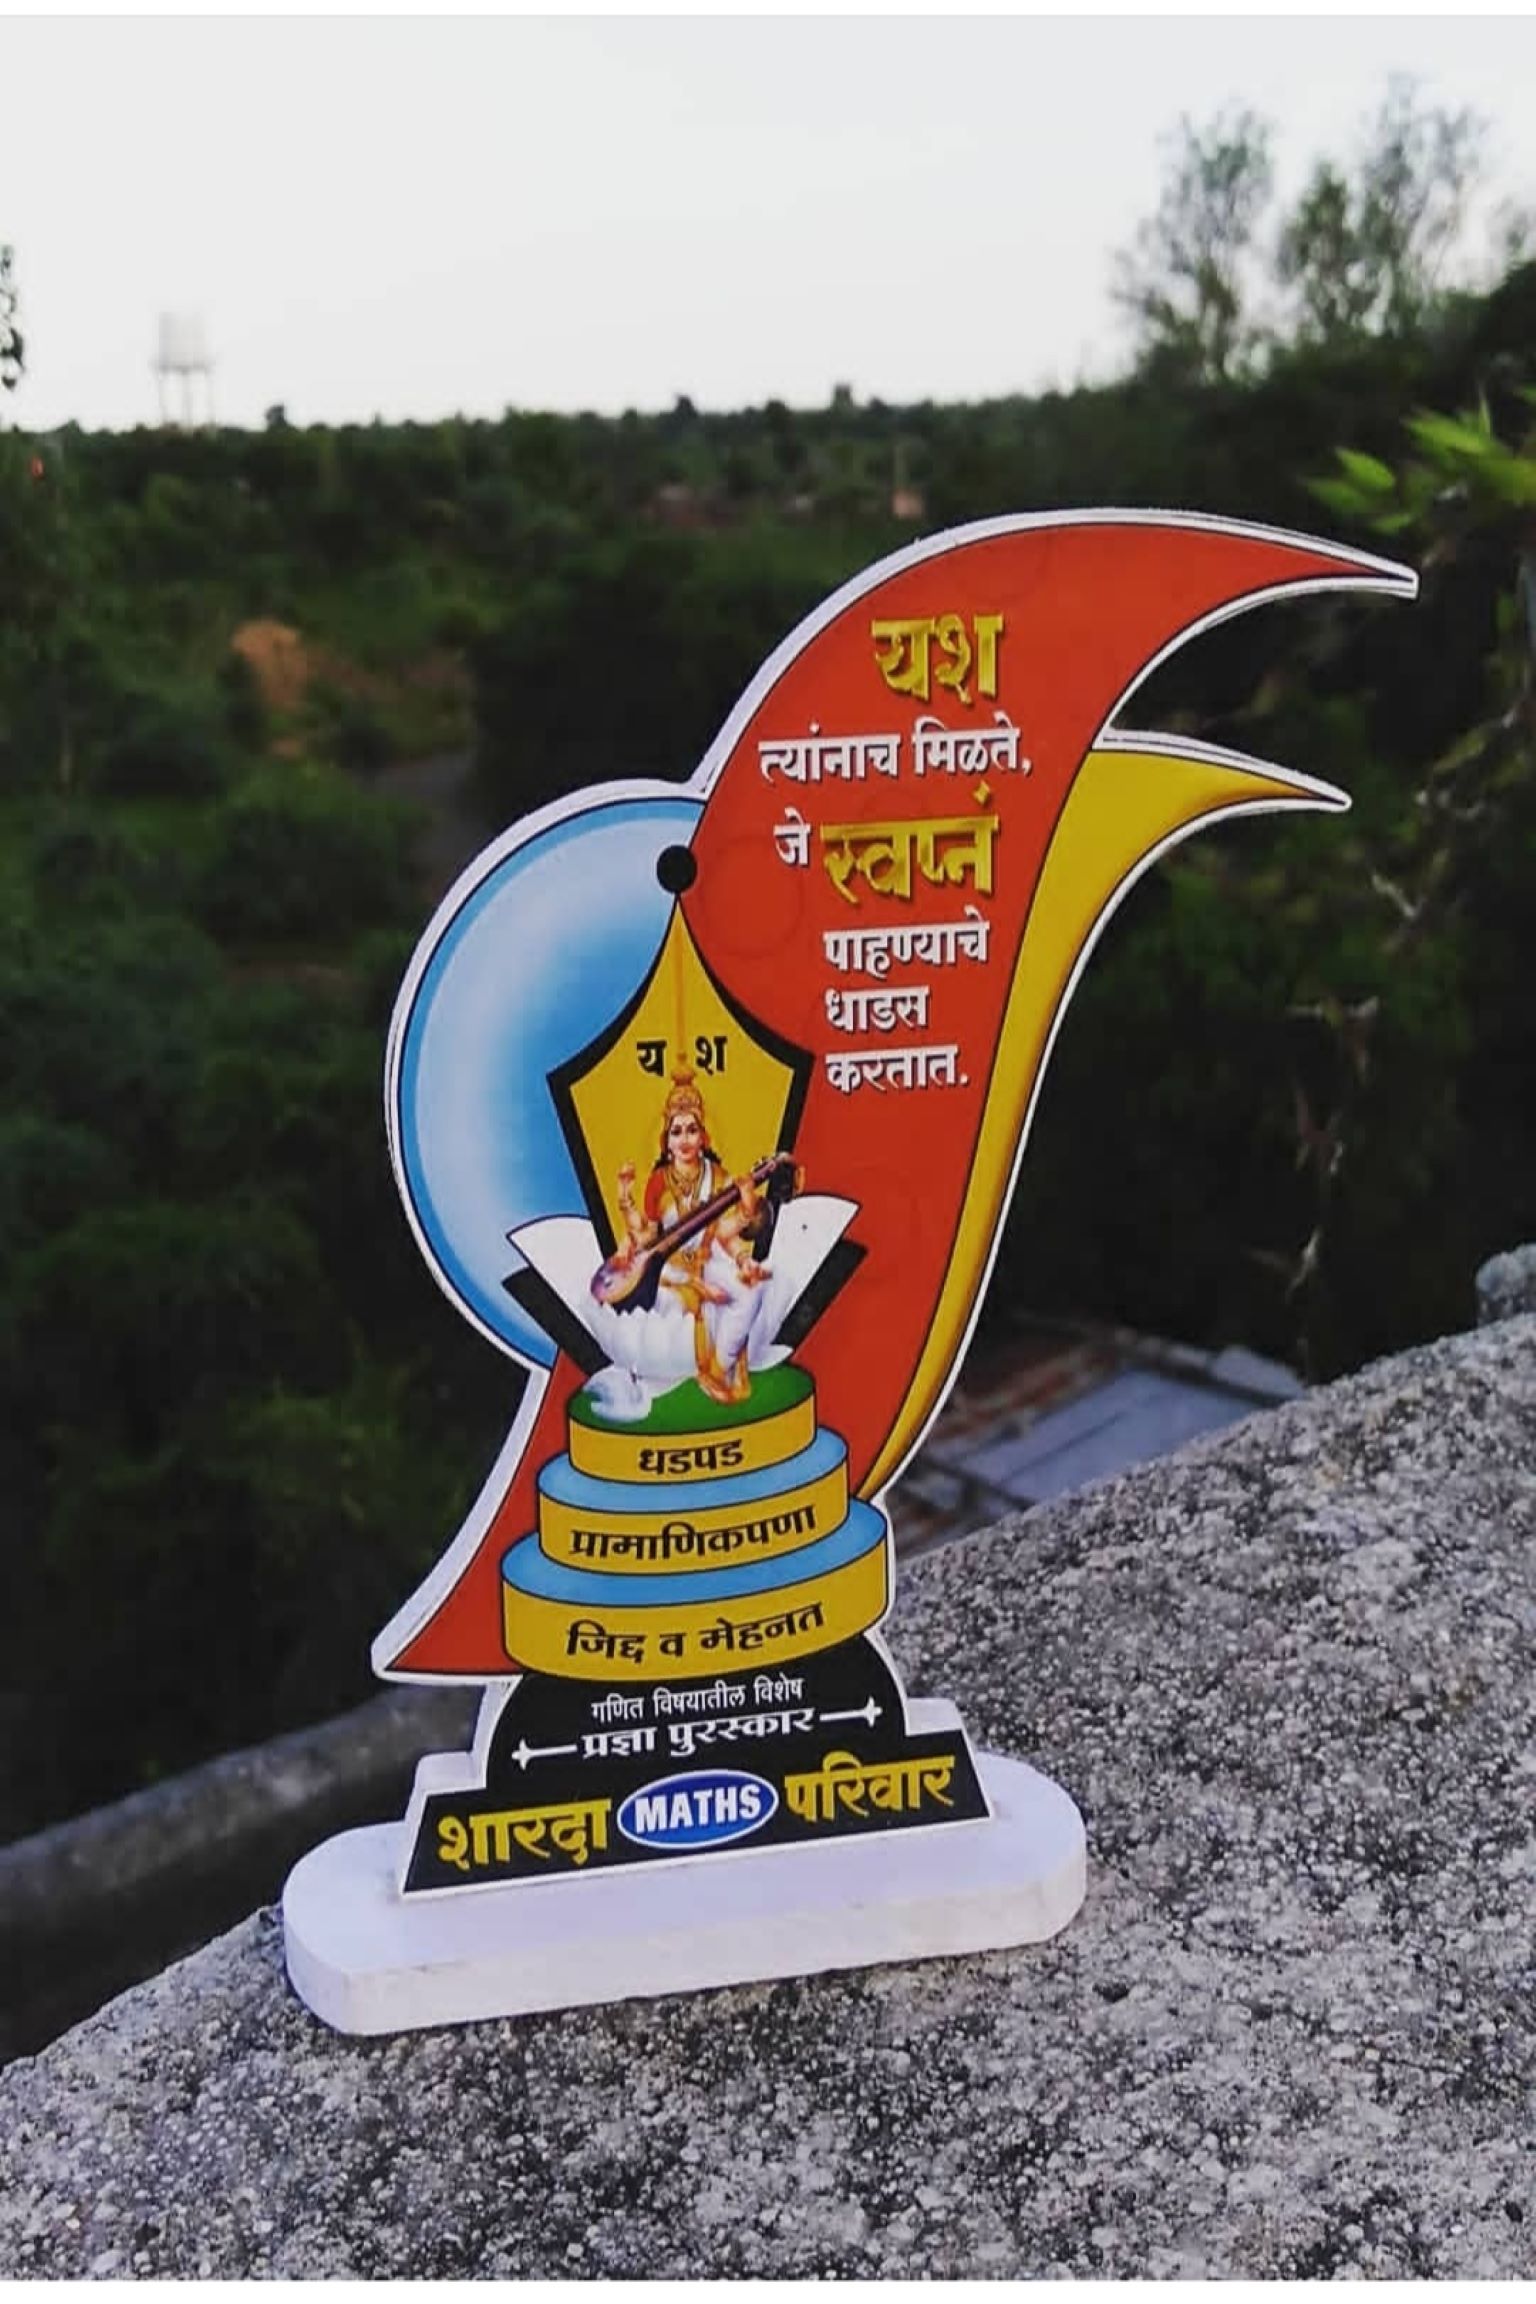 यश
त्यांनाच मिळते,
जे स्वप्नं
पाहण्याचे
धाडस
करतात.
य श
धडपड
प्रामाणिकपणा
जिद्द व मेहनत
गणित विषयातील विशेष
प्रज्ञा पुरस्कार
शारदा MATHS परिवार